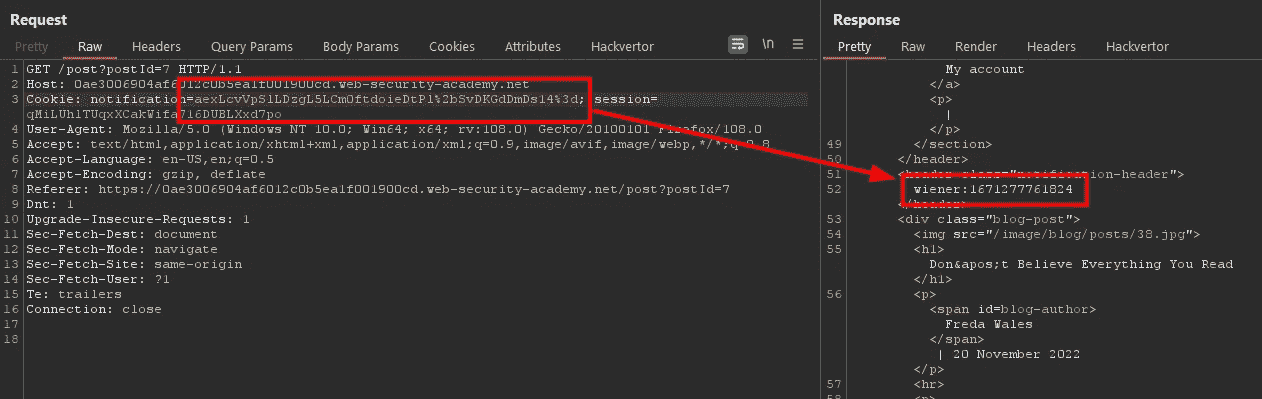 Request
Pretty Raw Headers Query Params Body Params Cookies Attributes Hackvertor \n
1 GET /post?postId=7 HTTP/1.1
2 Host: 0ae3006904af6012c0b5ea1f001900cd.web-security-academy.net
3 Cookie: notification=aexLcvVpSlLDzgL5LCmOftdoieDtPl%2bSvDKGdDmDsl4%3d; session=
qMiLUhlTUqxXCakWifa7l6DUBLXxd7po
4 User-Agent: Mozilla/5.0 (Windows NT 10.0; Win64; x64; rv:108.0) Gecko/20100101 Firefox/108.0
5 Accept: text/html,application/xhtml+xml,application/xml;q=0.9,image/avif,image/webp,*/*;q=0.8
6 Accept-Language: en-US,en;q=0.5
7 Accept-Encoding: gzip, deflate
8 Referer: https://0ae3006904af6012c0b5ea1f001900cd.web-security-academy.net/post?postId=7
9 Dnt: 1
10 Upgrade-Insecure-Requests: 1
11 Sec-Fetch-Dest: document
12 Sec-Fetch-Mode: navigate
13 Sec-Fetch-Site: same-origin
14 Sec-Fetch-User: ?1
15 Te: trailers
16 Connection: close
17
18
Response
Pretty Raw Render Headers Hackvertor
My account
</a>
<p>
|
</p>
49 </section>
50 </header>
51 <header class="notification-header">
52 wiener:1671277761824
</header>
53 <div class="blog-post">
54 <img src="/image/blog/posts/38.jpg">
55 <h1>
Don&apos;t Believe Everything You Read
</h1>
56 <p>
<span id=blog-author>
Freda Wales
</span>
| 20 November 2022
</p>
57 <hr>
58 <p>